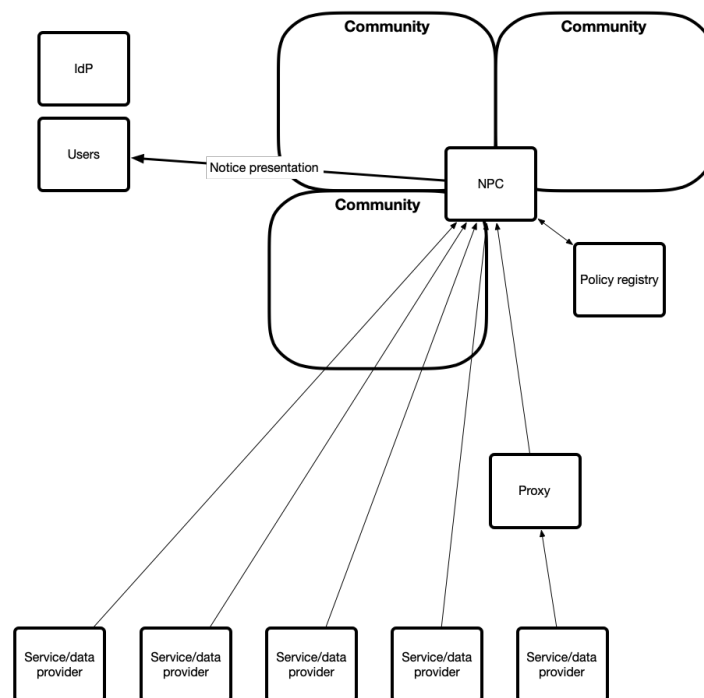 Community
Community
IdP
Users
Notice presentation
NPC
Community
Policy registry
Proxy
Service/data
provider
Service/data
provider
Service/data
provider
Service/data
provider
Service/data
provider